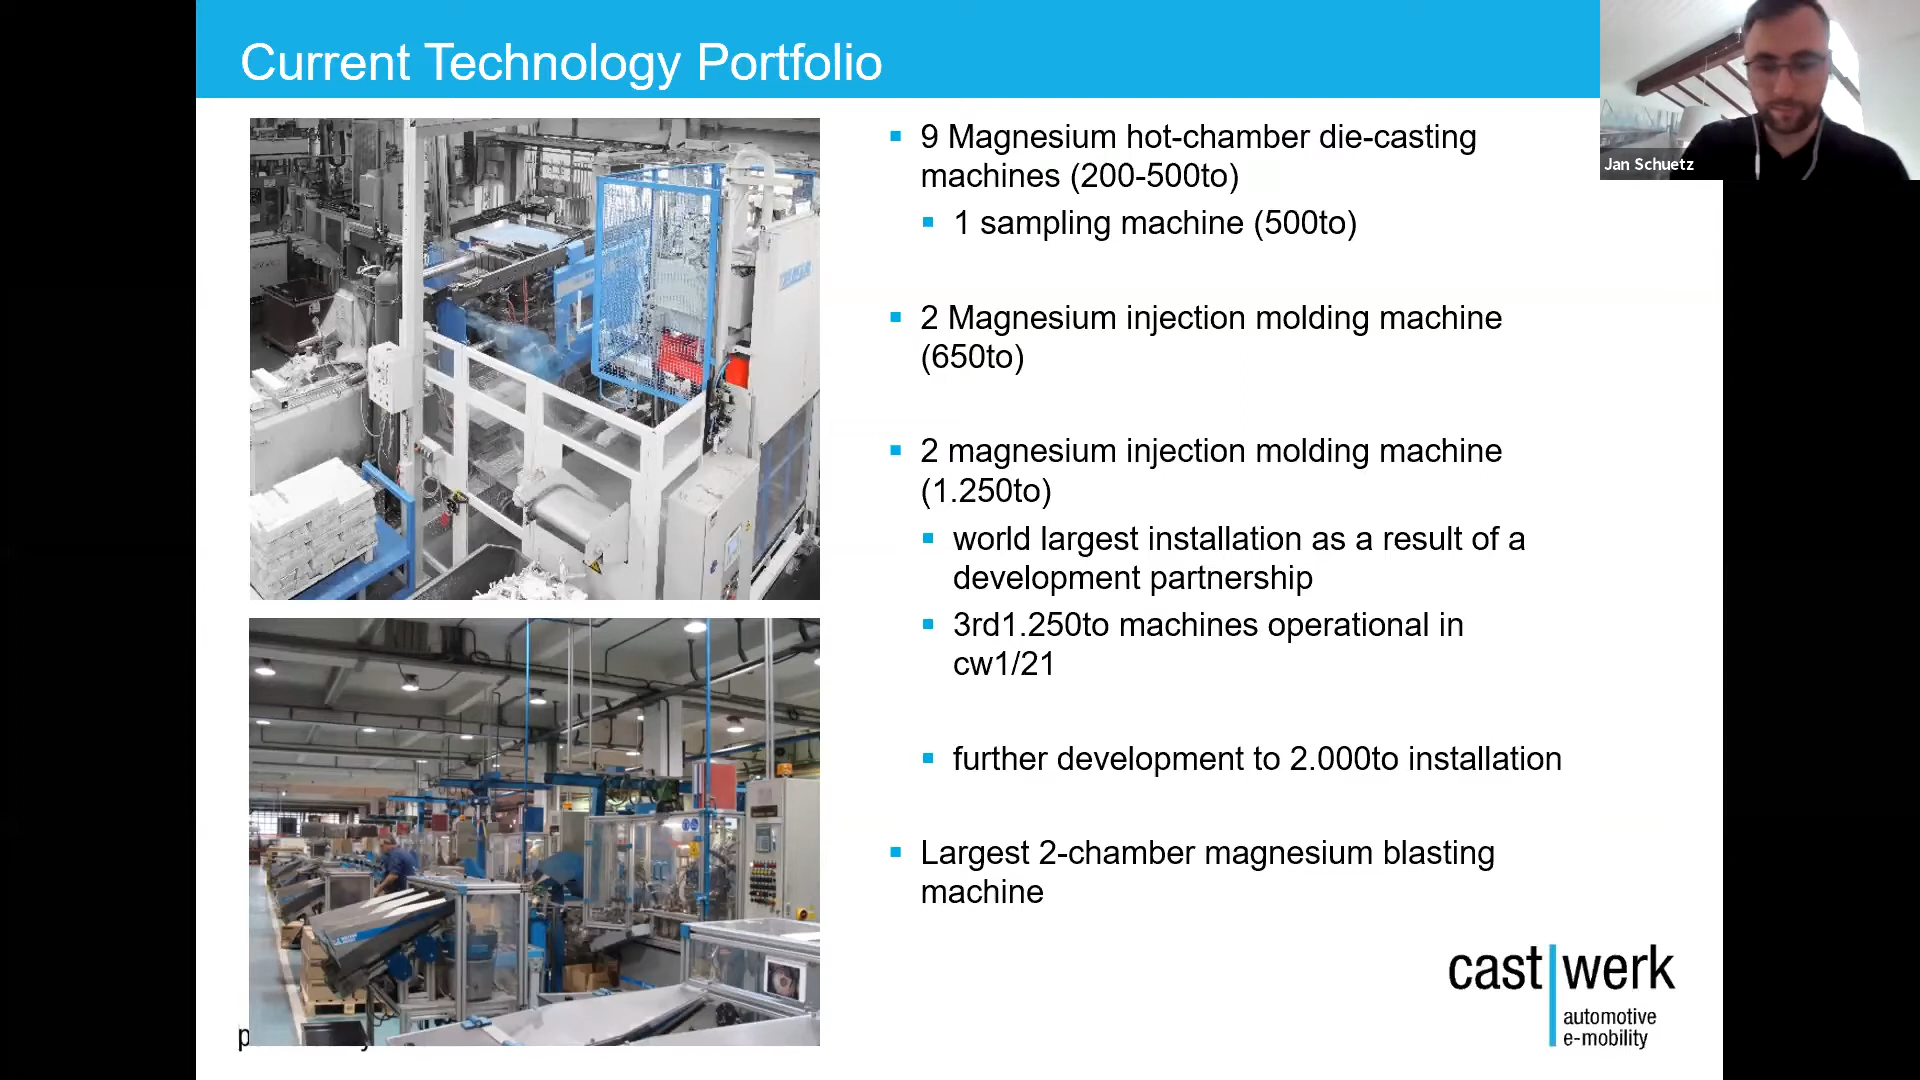 Current Technology Portfolio
Jan Schuetz
9 Magnesium hot-chamber die-casting
machines (200-500to)
1 sampling machine (500to)
2 Magnesium injection molding machine
(650to)
2 magnesium injection molding machine
(1.250to)
world largest installation as a result of a
development partnership
3rd1.250to machines operational in
cw1/21
further development to 2.000to installation
Largest 2-chamber magnesium blasting
machine
cast werk
automotive
e-mobility